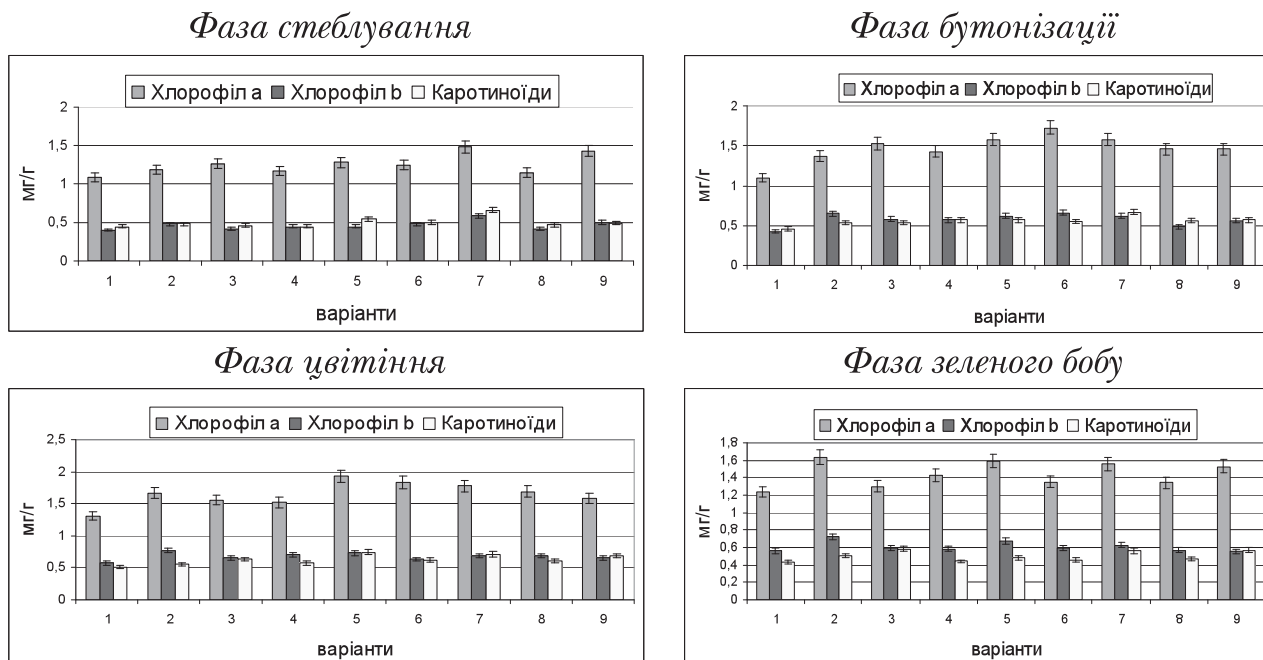 Фаза стеблування
Хлорофіл a Хлорофіл b Каротиноїди
2
1,5
1
0,5
0
мг/г
1 2 3 4 5 6 7 8 9
варіанти
Фаза бутонізації
Хлорофіл a Хлорофіл b Каротиноїди
2
1,5
1
0,5
0
мг/г
1 2 3 4 5 6 7 8 9
варіанти
Фаза цвітіння
Хлорофіл a Хлорофіл b Каротиноїди
2,5
2
1,5
1
0,5
0
мг/г
1 2 3 4 5 6 7 8 9
варіанти
Фаза зеленого бобу
Хлорофіл a Хлорофіл b Каротиноїди
1,8
1,6
1,4
1,2
1
0,8
0,6
0,4
0,2
0
мг/г
1 2 3 4 5 6 7 8 9
варіанти